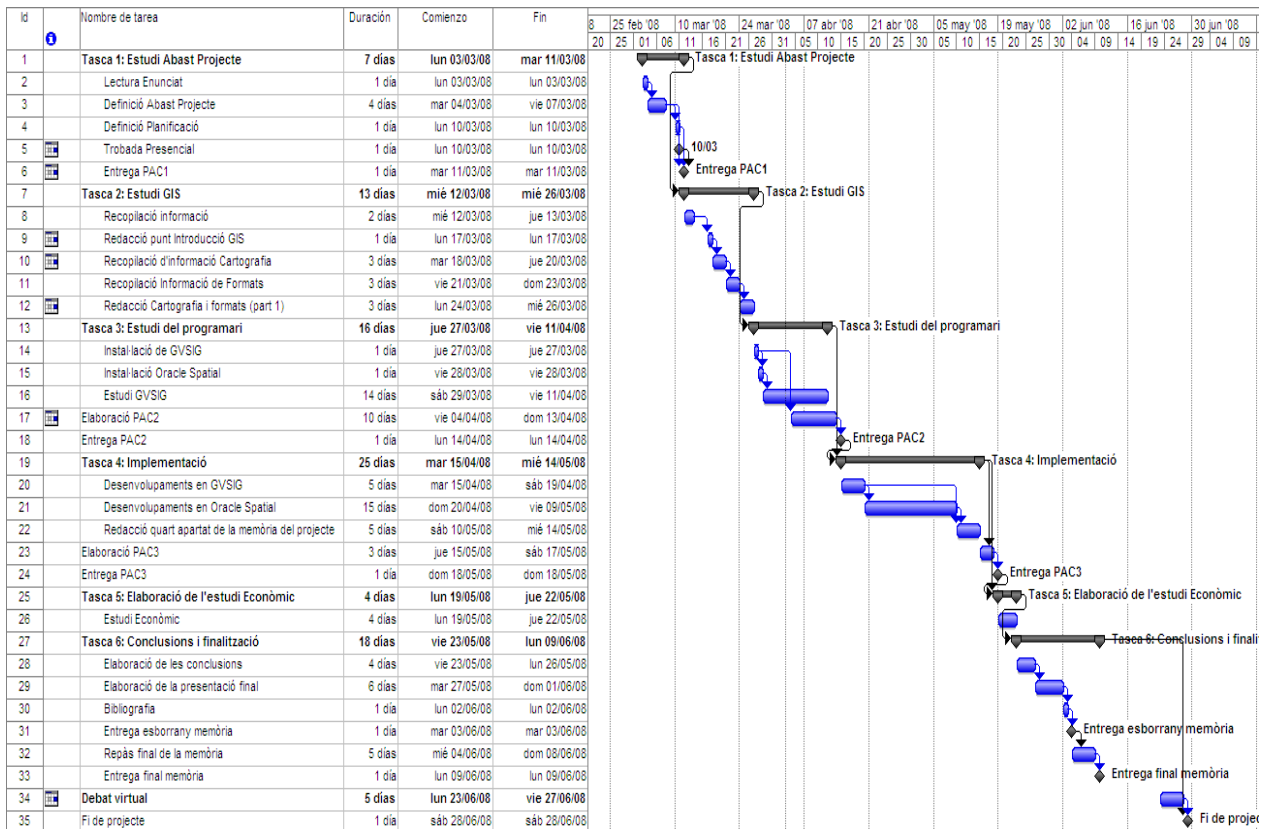 Id Nombre de tarea Duración Comienzo Fin
8 25 feb '08 10 mar '08 24 mar '08 07 abr '08 21 abr '08 05 may '08 19 may '08 02 jun '08 16 jun '08 30 jun '08
20 25 01 06 11 16 21 26 31 05 10 15 20 25 30 05 10 15 20 25 30 04 09 14 19 24 29 04 09
1 Tasca 1: Estudi Abast Projecte 7 días lun 03/03/08 mar 11/03/08 Tasca 1: Estudi Abast Projecte
2 Lectura Enunciat 1 día lun 03/03/08 lun 03/03/08
3 Definició Abast Projecte 4 días mar 04/03/08 vie 07/03/08
4 Definició Planificació 1 día lun 10/03/08 lun 10/03/08
5 Trobada Presencial 1 día lun 10/03/08 lun 10/03/08 10/03
6 Entrega PAC1 1 día mar 11/03/08 mar 11/03/08 Entrega PAC1
7 Tasca 2: Estudi GIS 13 días mié 12/03/08 mié 26/03/08 Tasca 2: Estudi GIS
8 Recopilació informació 2 días mié 12/03/08 jue 13/03/08
9 Redacció punt Introducció GIS 1 día lun 17/03/08 lun 17/03/08
10 Recopilació d'informació Cartografia 3 días mar 18/03/08 jue 20/03/08
11 Recopilació Informació de Formats 3 días vie 21/03/08 dom 23/03/08
12 Redacció Cartografia i formats (part 1) 3 días lun 24/03/08 mié 26/03/08
13 Tasca 3: Estudi del programari 16 días jue 27/03/08 vie 11/04/08 Tasca 3: Estudi del programari
14 Instal·lació de GVSIG 1 día jue 27/03/08 jue 27/03/08
15 Instal·lació Oracle Spatial 1 día vie 28/03/08 vie 28/03/08
16 Estudi GVSIG 14 días sáb 29/03/08 vie 11/04/08
17 Elaboració PAC2 10 días vie 04/04/08 dom 13/04/08
18 Entrega PAC2 1 día lun 14/04/08 lun 14/04/08 Entrega PAC2
19 Tasca 4: Implementació 25 días mar 15/04/08 mié 14/05/08 Tasca 4: Implementació
20 Desenvolupaments en GVSIG 5 días mar 15/04/08 sáb 19/04/08
21 Desenvolupaments en Oracle Spatial 15 días dom 20/04/08 vie 09/05/08
22 Redacció quart apartat de la memòria del projecte 5 días sáb 10/05/08 mié 14/05/08
23 Elaboració PAC3 3 días jue 15/05/08 sáb 17/05/08
24 Entrega PAC3 1 día dom 18/05/08 dom 18/05/08 Entrega PAC3
25 Tasca 5: Elaboració de l'estudi Econòmic 4 días lun 19/05/08 jue 22/05/08 Tasca 5: Elaboració de l'estudi Econòmic
26 Estudi Econòmic 4 días lun 19/05/08 jue 22/05/08
27 Tasca 6: Conclusions i finalització 18 días vie 23/05/08 lun 09/06/08 Tasca 6: Conclusions i finali
28 Elaboració de les conclusions 4 días vie 23/05/08 lun 26/05/08
29 Elaboració de la presentació final 6 días mar 27/05/08 dom 01/06/08
30 Bibliografia 1 día lun 02/06/08 lun 02/06/08
31 Entrega esborrany memòria 1 día mar 03/06/08 mar 03/06/08 Entrega esborrany memòria
32 Repàs final de la memòria 5 días mié 04/06/08 dom 08/06/08
33 Entrega final memòria 1 día lun 09/06/08 lun 09/06/08 Entrega final memòria
34 Debat virtual 5 días lun 23/06/08 vie 27/06/08
35 Fi de projecte 1 día sáb 28/06/08 sáb 28/06/08 Fi de projec